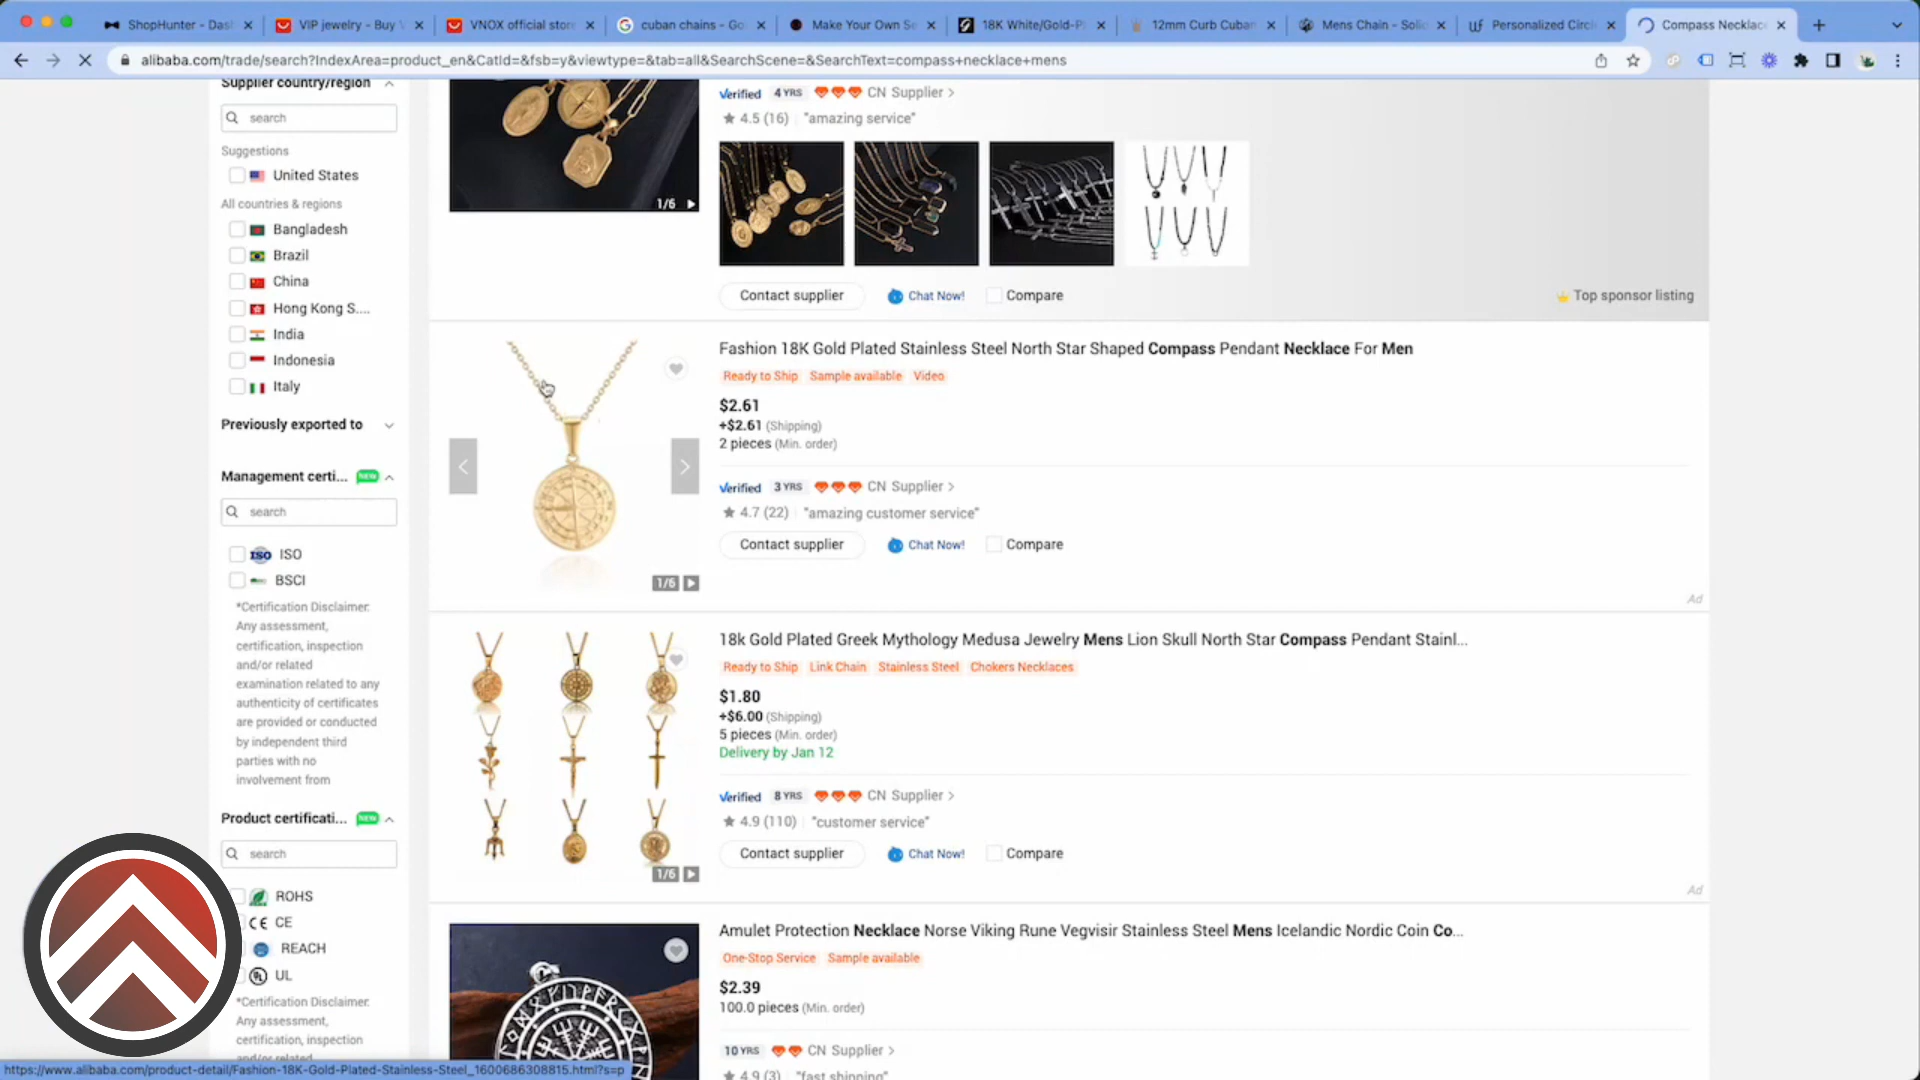 ShopHunter - Das
VIP jewelry - Buy
VNOX official stor
cuban chains - Go
Make Your Own Se
18K White/Gold-P
12mm Curb Cuban
Mens Chain - Solid
Personalized Circl
Compass Necklac
alibaba.com/trade/search?IndexArea=product_en&CatId=&fsb=y&viewtype=&tab=all&SearchScene=&SearchText=compass+necklace+mens
Supplier country/region
search
Suggestions
United States
All countries & regions
Bangladesh
Brazil
China
Hong Kong S....
India
Indonesia
Italy
Previously exported to
Management certi... NEW
search
ISO ISO
BSCI
*Certification Disclaimer:
Any assessment,
certification, inspection
and/or related
examination related to any
authenticity of certificates
are provided or conducted
by independent third
parties with no
involvement from
Product certificati... NEW
search
ROHS
CE CE
REACH
UL UL
*Certification Disclaimer:
Any assessment,
certification, inspection
and/or related
1/6
Verified 4 YRS CN Supplier >
4.5 (16) "amazing service"
Contact supplier Chat Now! Compare
Top sponsor listing
1/6
Fashion 18K Gold Plated Stainless Steel North Star Shaped Compass Pendant Necklace For Men
Ready to Ship Sample available Video
$2.61
+$2.61 (Shipping)
2 pieces (Min. order)
Verified 3 YRS CN Supplier >
4.7 (22) "amazing customer service"
Contact supplier Chat Now! Compare
Ad
1/6
18k Gold Plated Greek Mythology Medusa Jewelry Mens Lion Skull North Star Compass Pendant Stainl...
Ready to Ship Link Chain Stainless Steel Chokers Necklaces
$1.80
+$6.00 (Shipping)
5 pieces (Min. order)
Delivery by Jan 12
Verified 8 YRS CN Supplier >
4.9 (110) "customer service"
Contact supplier Chat Now! Compare
Ad
Amulet Protection Necklace Norse Viking Rune Vegvisir Stainless Steel Mens Icelandic Nordic Coin Co...
One-Stop Service Sample available
$2.39
100.0 pieces (Min. order)
10 YRS CN Supplier >
4.9 (3) "fast shipping"
https://www.alibaba.com/product-detail/Fashion-18K-Gold-Plated-Stainless-Steel_1600686308815.html?s=p